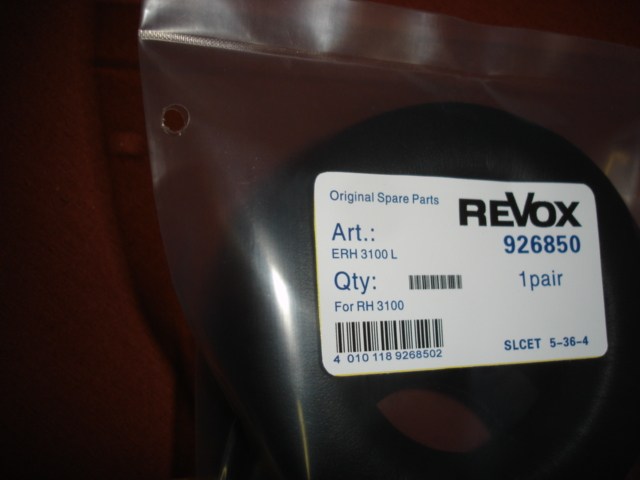 Original Spare Parts
REVOX
Art.: 926850
ERH 3100 L
Qty: 1pair
For RH 3100
4 010118 9268502
SLCET 5-36-4